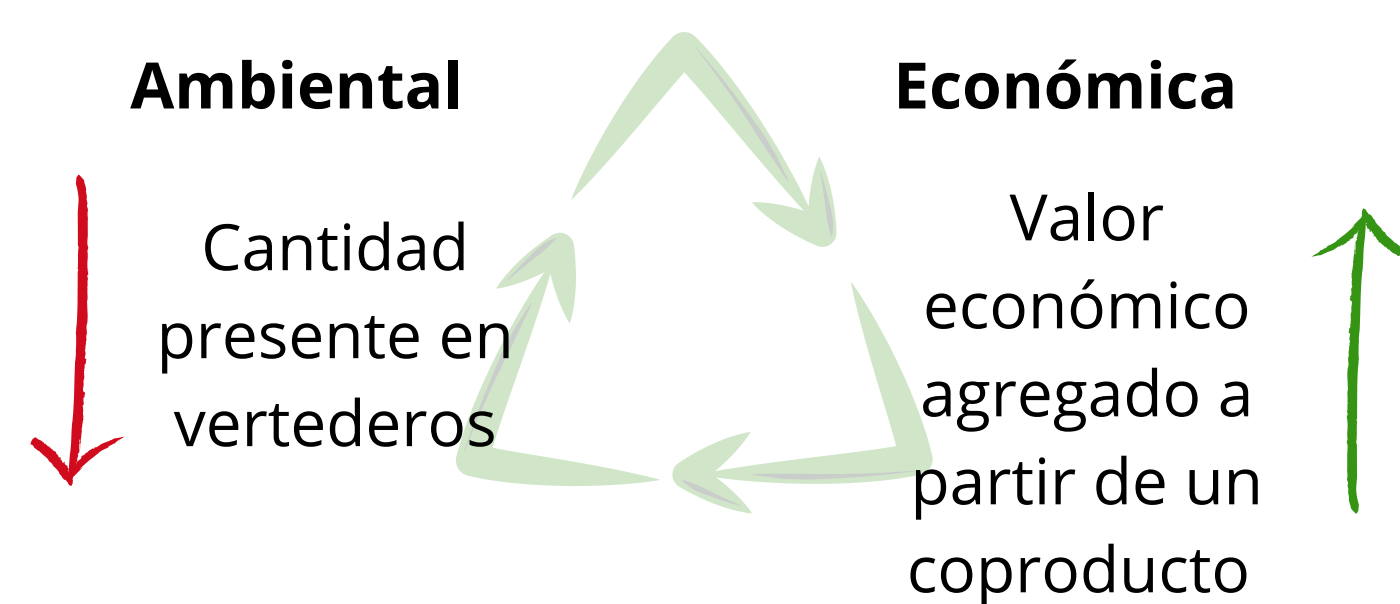 Ambiental
Cantidad
presente en
vertederos
Económica
Valor
económico
agregado a
partir de un
coproducto